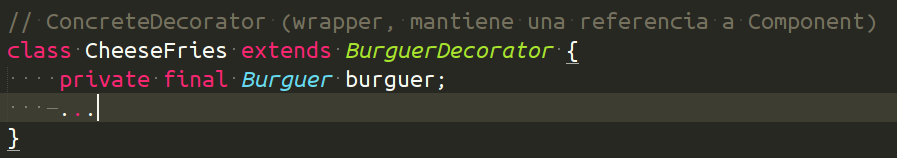 // ConcreteDecorator (wrapper, mantiene una referencia a Component)
class CheeseFries extends BurguerDecorator {
    private final Burguer burguer;
    ...
}